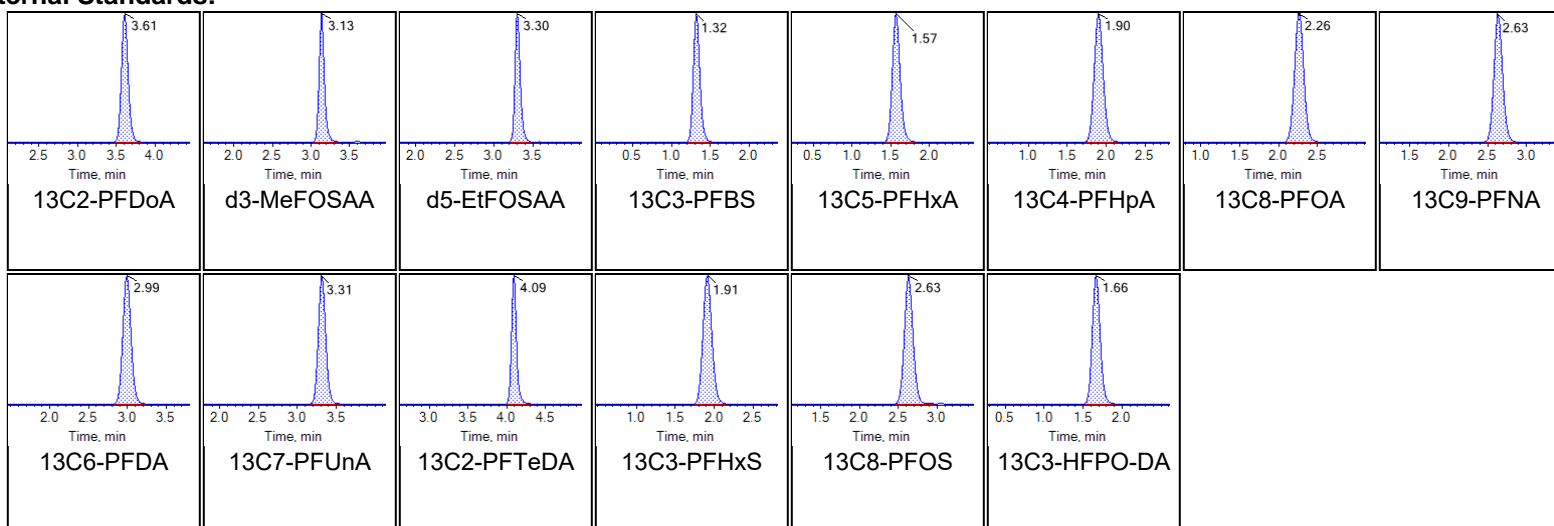 ternal Standards:
3.61
2.5 3.0 3.5 4.0
Time, min
13C2-PFDoA
3.13
2.0 2.5 3.0 3.5
Time, min
d3-MeFOSAA
3.30
2.0 2.5 3.0 3.5
Time, min
d5-EtFOSAA
1.32
0.5 1.0 1.5 2.0
Time, min
13C3-PFBS
1.57
0.5 1.0 1.5 2.0
Time, min
13C5-PFHxA
1.90
1.0 1.5 2.0 2.5
Time, min
13C4-PFHpA
2.26
1.0 1.5 2.0 2.5
Time, min
13C8-PFOA
2.63
1.5 2.0 2.5 3.0
Time, min
13C9-PFNA
2.99
2.0 2.5 3.0 3.5
Time, min
13C6-PFDA
3.31
2.0 2.5 3.0 3.5
Time, min
13C7-PFUnA
4.09
3.0 3.5 4.0 4.5
Time, min
13C2-PFTeDA
1.91
1.0 1.5 2.0 2.5
Time, min
13C3-PFHxS
2.63
1.5 2.0 2.5 3.0
Time, min
13C8-PFOS
1.66
0.5 1.0 1.5 2.0
Time, min
13C3-HFPO-DA